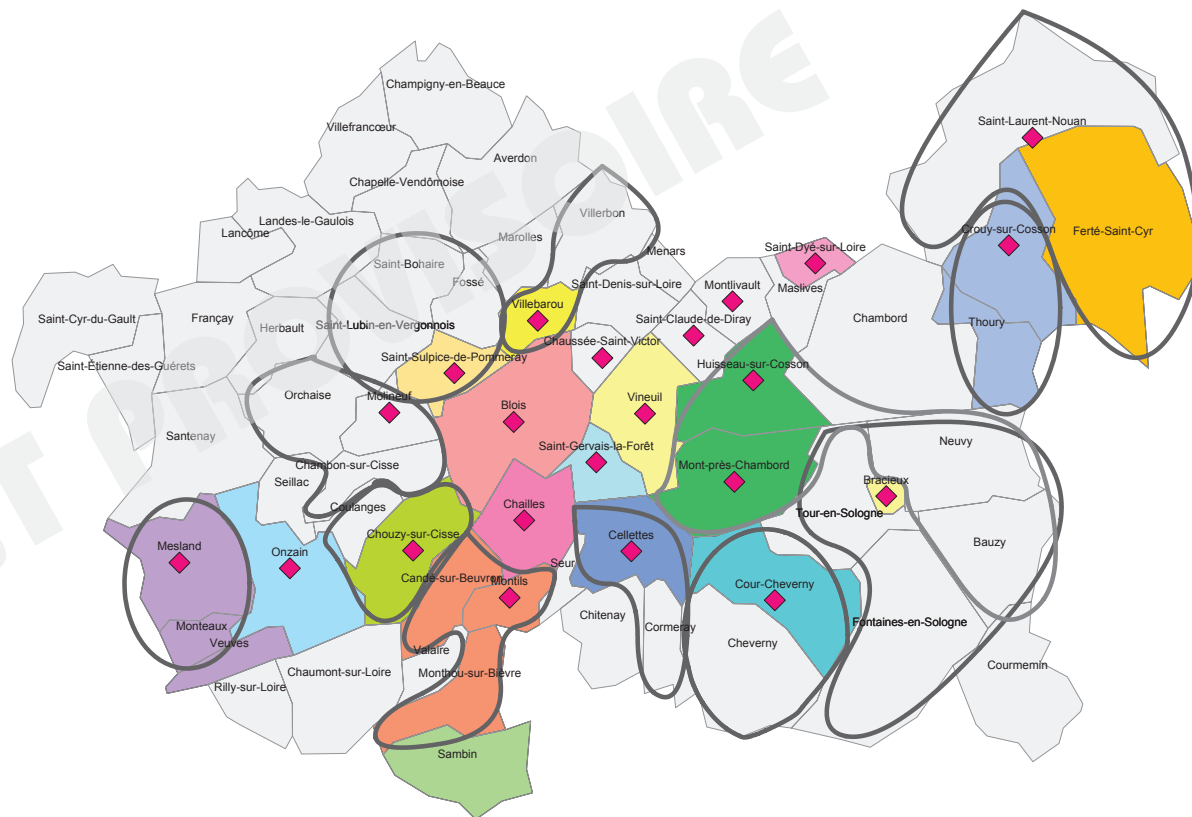 Champigny-en-Beauce
Villefrancœur
Saint-Laurent-Nouan
Averdon
Chapelle-Vendômoise
Villerbon
Landes-le-Gaulois
Lancôme
Marolles
Crouy-sur-Cosson
Ferté-Saint-Cyr
Saint-Bohaire
Menars
Saint-Dyé-sur-Loire
Fossé
Saint-Denis-sur-Loire
Montlivault
Maslives
Villebarou
Saint-Cyr-du-Gault
Françay
Herbault
Saint-Lubin-en-Vergonnois
Saint-Claude-de-Diray
Chambord
Thoury
Chaussée-Saint-Victor
Saint-Étienne-des-Guérets
Saint-Sulpice-de-Pommeray
Huisseau-sur-Cosson
Orchaise
Molineuf
Blois
Vineuil
Santenay
Saint-Gervais-la-Forêt
Neuvy
Chambon-sur-Cisse
Mont-près-Chambord
Seillac
Bracieux
Coulanges
Chailles
Tour-en-Sologne
Chouzy-sur-Cisse
Cellettes
Bauzy
Mesland
Onzain
Seur
Candé-sur-Beuvron
Montils
Cour-Cheverny
Chitenay
Cormeray
Fontaines-en-Sologne
Monteaux
Veuves
Valaire
Cheverny
Courmemin
Chaumont-sur-Loire
Monthou-sur-Bièvre
Rilly-sur-Loire
Sambin
T PROVISOIRE